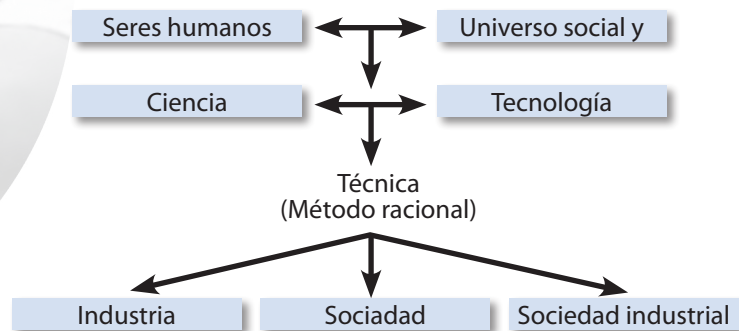 Seres humanos
Universo social y
Ciencia
Tecnología
Técnica
(Método racional)
Industria
Sociadad
Sociedad industrial